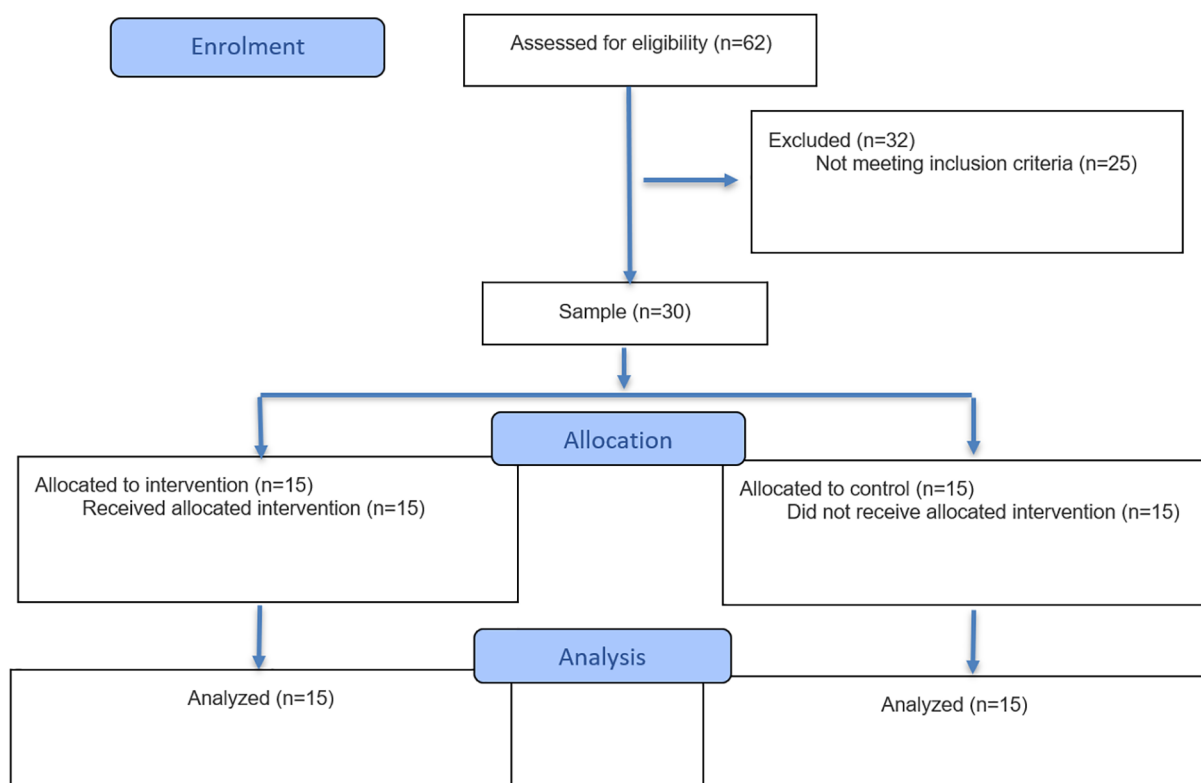 Enrolment
Assessed for eligibility (n=62)
Excluded (n=32)
Not meeting inclusion criteria (n=25)
Sample (n=30)
Allocation
Allocated to intervention (n=15)
Received allocated intervention (n=15)
Allocated to control (n=15)
Did not receive allocated intervention (n=15)
Analysis
Analyzed (n=15)
Analyzed (n=15)